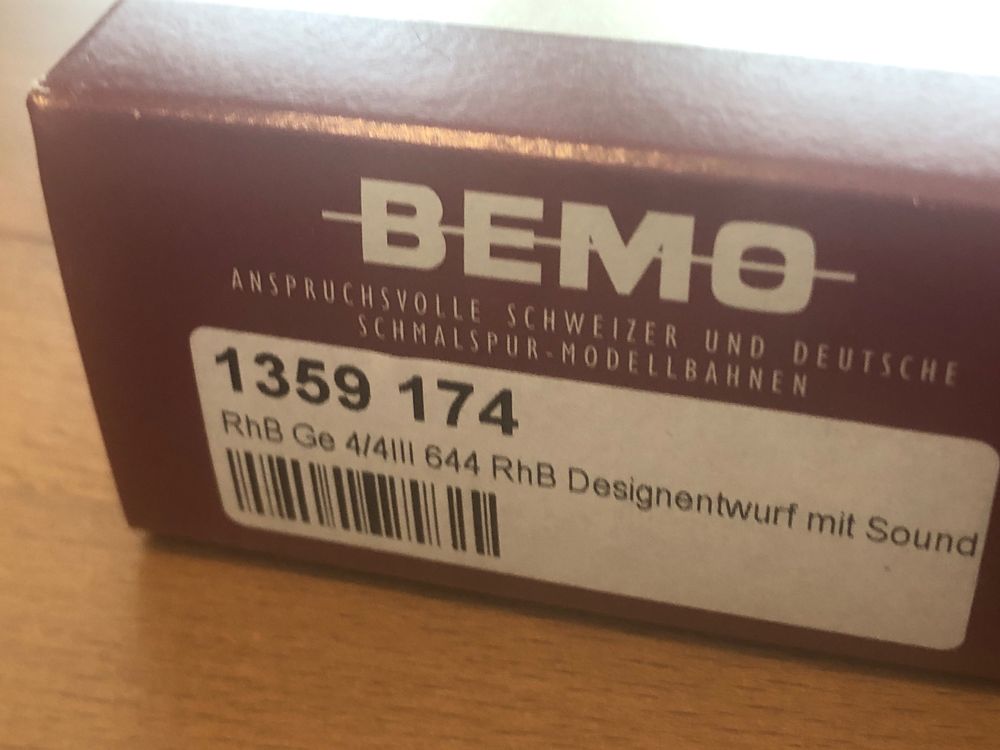 BEMO
ANSPRUCHSVOLLE SCHWEIZER UND DEUTSCHE
SCHMALSPUR-MODELLBAHNEN
1359 174
RhB Ge 4/4III 644 RhB Designentwurf mit Sound